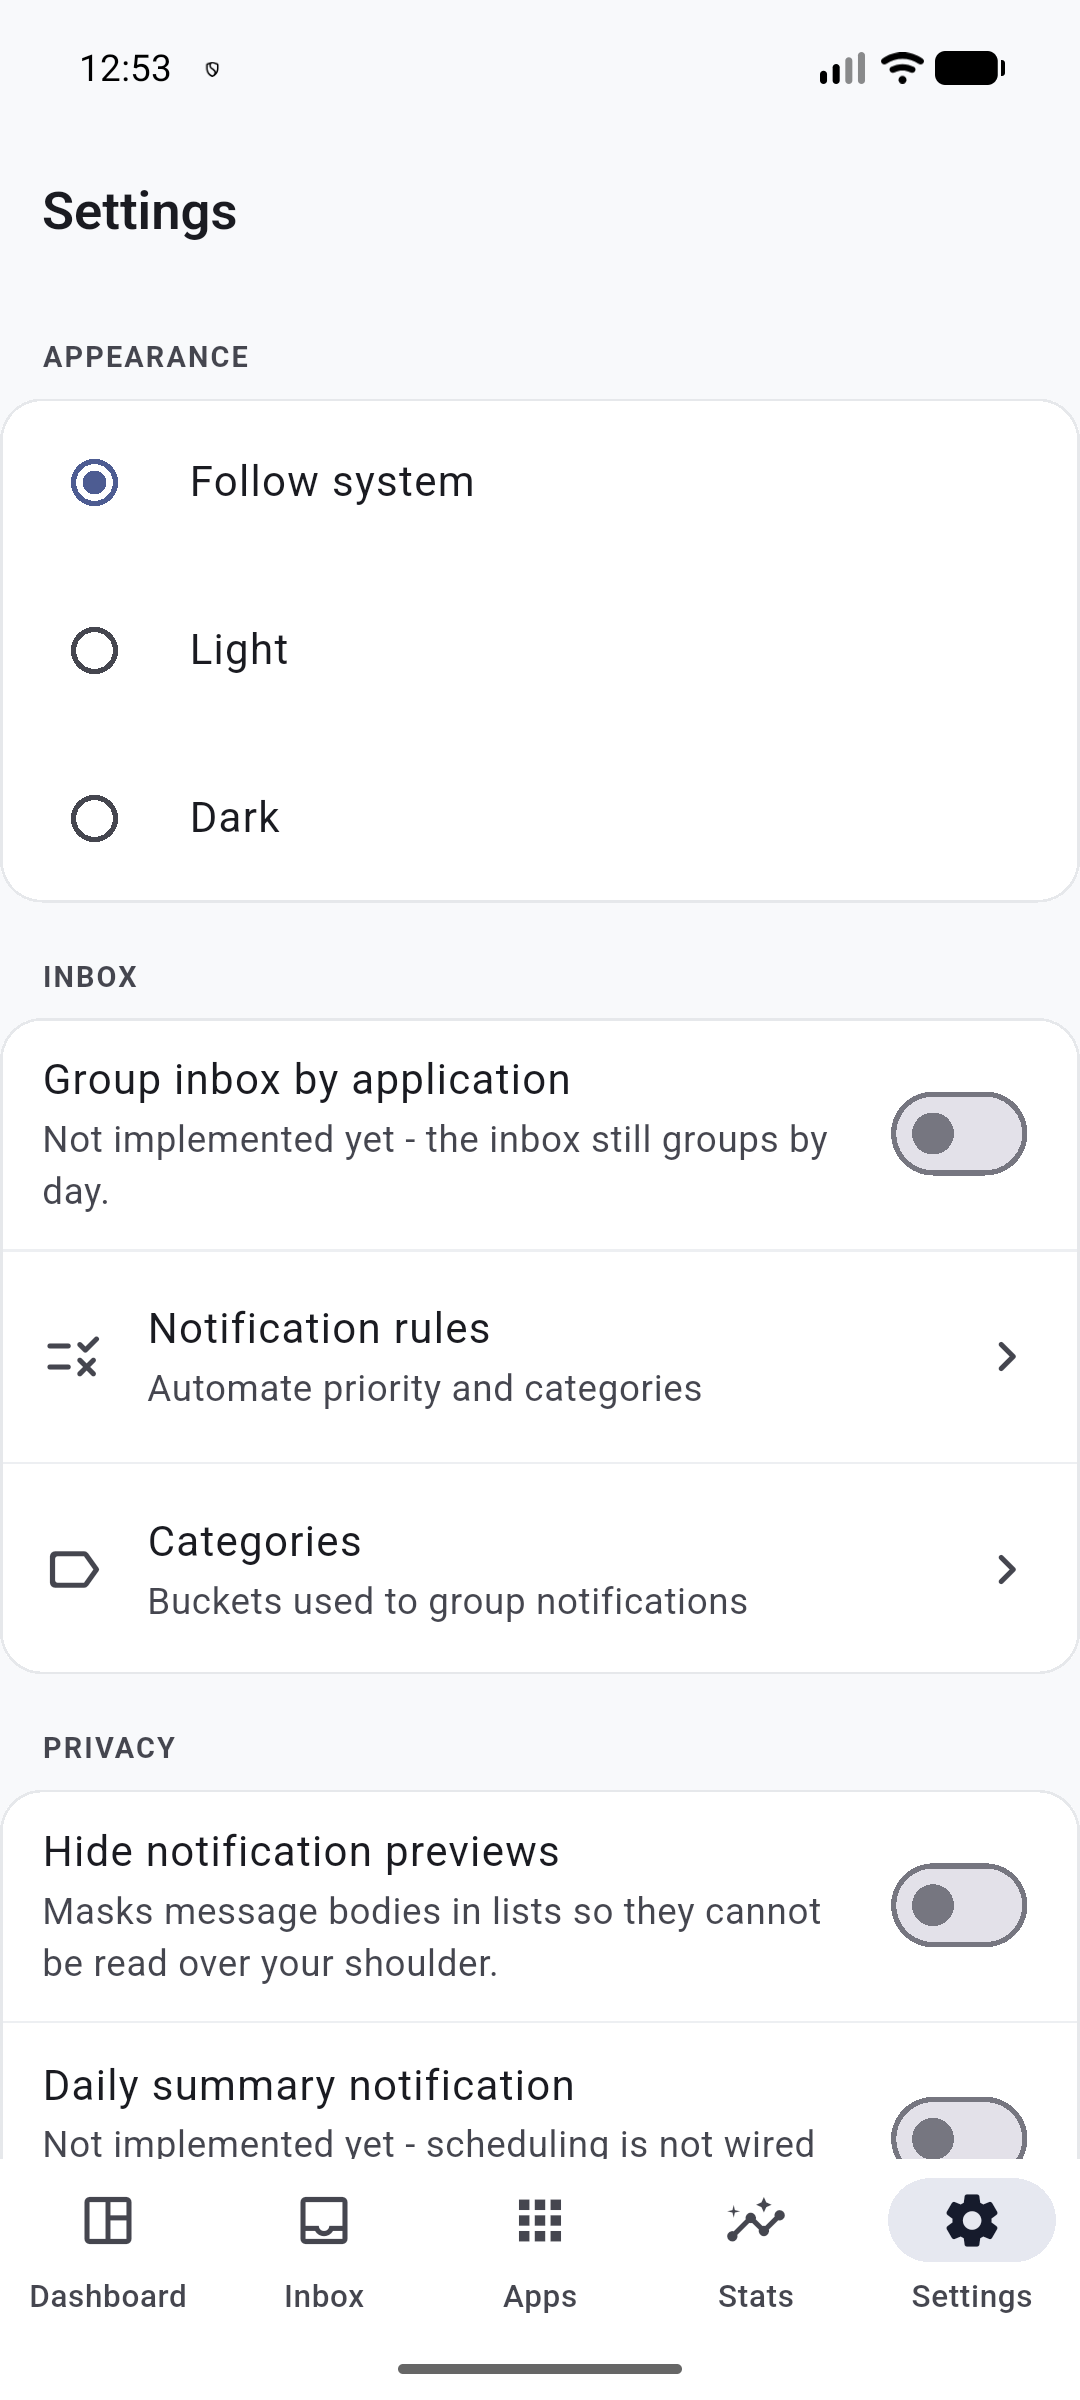 12:53
Settings
APPEARANCE
Follow system
Light
Dark
INBOX
Group inbox by application
Not implemented yet - the inbox still groups by
day.
Notification rules
Automate priority and categories
Categories
Buckets used to group notifications
PRIVACY
Hide notification previews
Masks message bodies in lists so they cannot
be read over your shoulder.
Daily summary notification
Not implemented yet - scheduling is not wired
Dashboard
Inbox
Apps
Stats
Settings